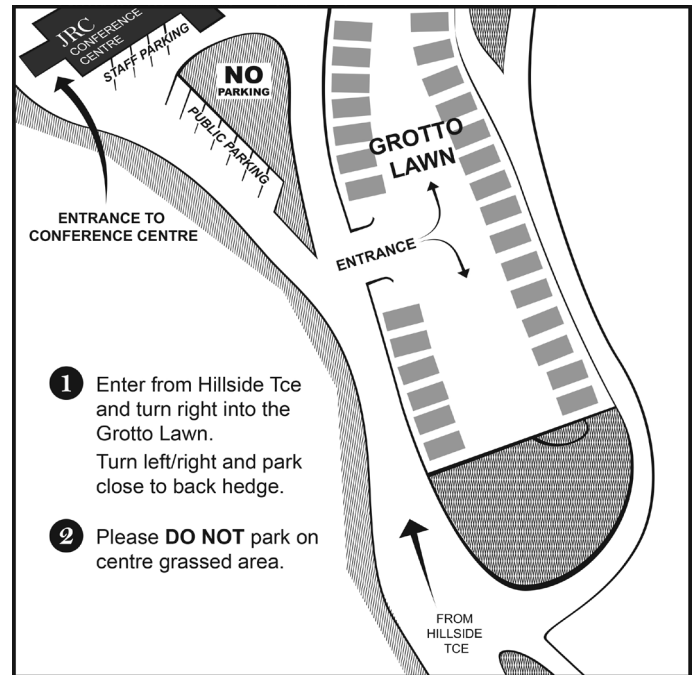 JRC
CONFERENCE
CENTRE
STAFF PARKING
NO
PARKING
PUBLIC PARKING
GROTTO
LAWN
ENTRANCE TO
CONFERENCE CENTRE
ENTRANCE
1 Enter from Hillside Tce
and turn right into the
Grotto Lawn.
Turn left/right and park
close to back hedge.
2 Please DO NOT park on
centre grassed area.
FROM
HILLSIDE
TCE